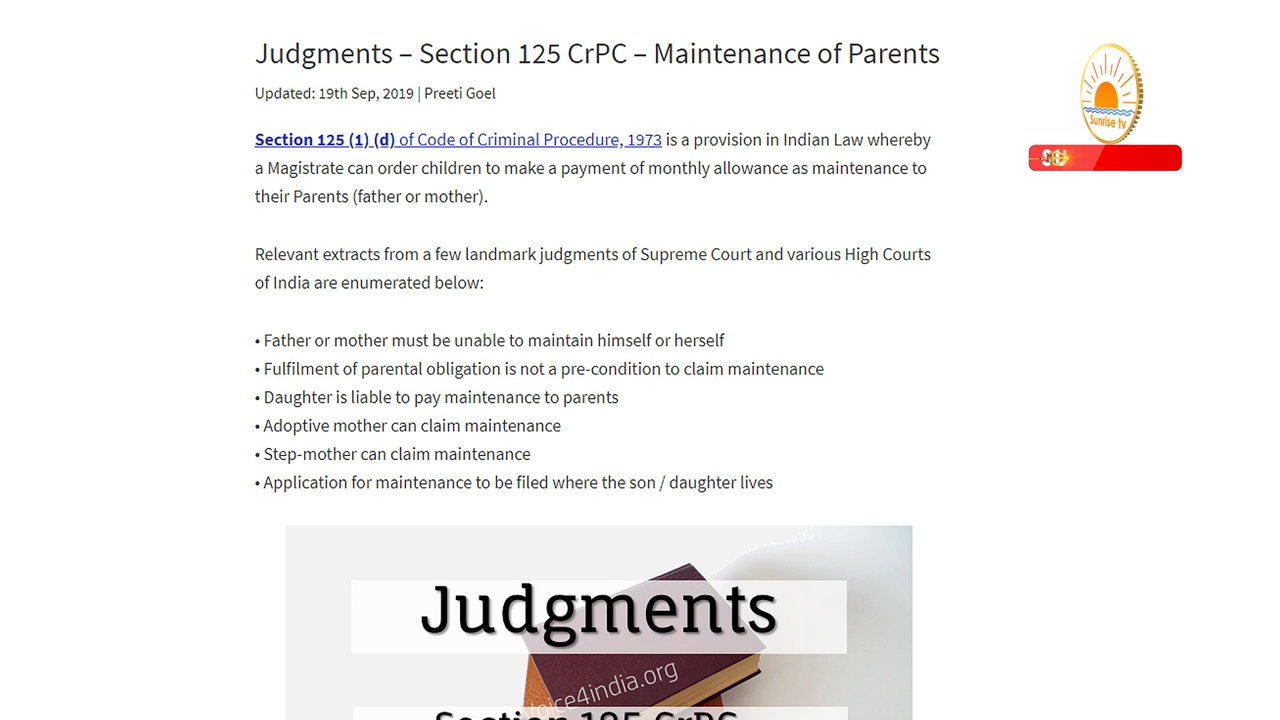 Judgments – Section 125 CrPC – Maintenance of Parents
Updated: 19th Sep, 2019 | Preeti Goel
Section 125 (1) (d) of Code of Criminal Procedure, 1973 is a provision in Indian Law whereby
a Magistrate can order children to make a payment of monthly allowance as maintenance to
their Parents (father or mother).
Relevant extracts from a few landmark judgments of Supreme Court and various High Courts
of India are enumerated below:
• Father or mother must be unable to maintain himself or herself
• Fulfilment of parental obligation is not a pre-condition to claim maintenance
• Daughter is liable to pay maintenance to parents
• Adoptive mother can claim maintenance
• Step-mother can claim maintenance
• Application for maintenance to be filed where the son / daughter lives
Sunrise tv
Judgments
Voice4india.org
Section 125 CrPC